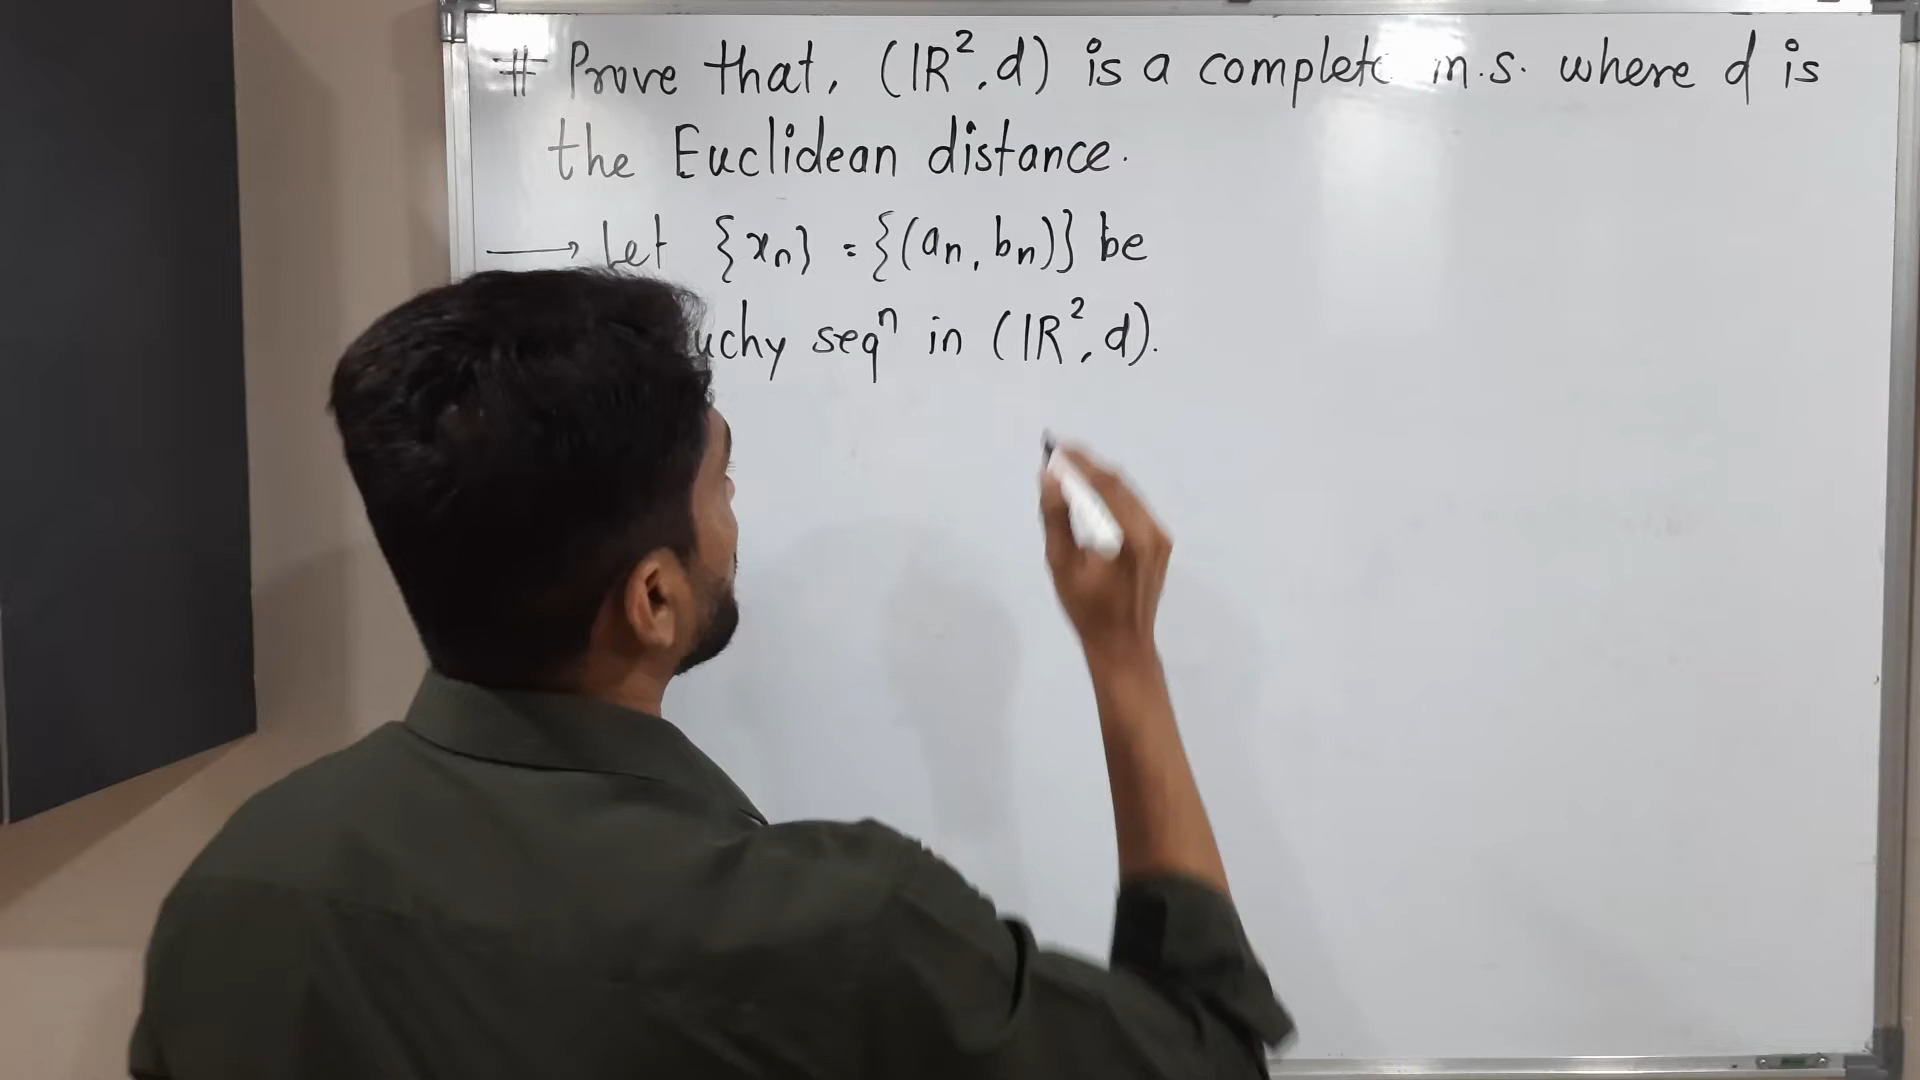 # Prove that, (IR², d) is a complete m.s. where d is
the Euclidean distance.
→ Let {xₙ} = {(aₙ, bₙ)} be
uchy seqⁿ in (IR², d).